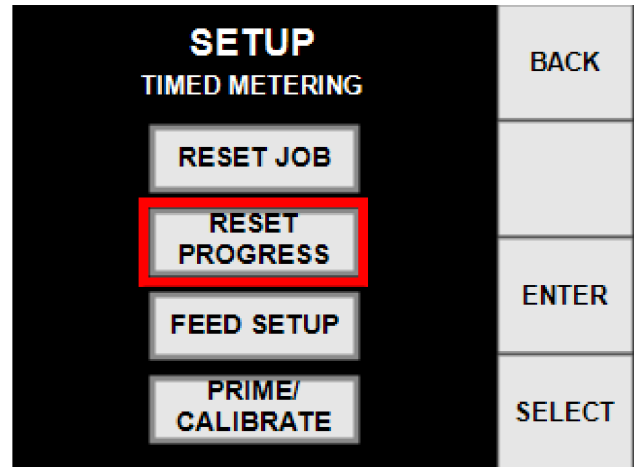 SETUP
TIMED METERING
RESET JOB
RESET
PROGRESS
FEED SETUP
PRIME/
CALIBRATE
BACK
ENTER
SELECT